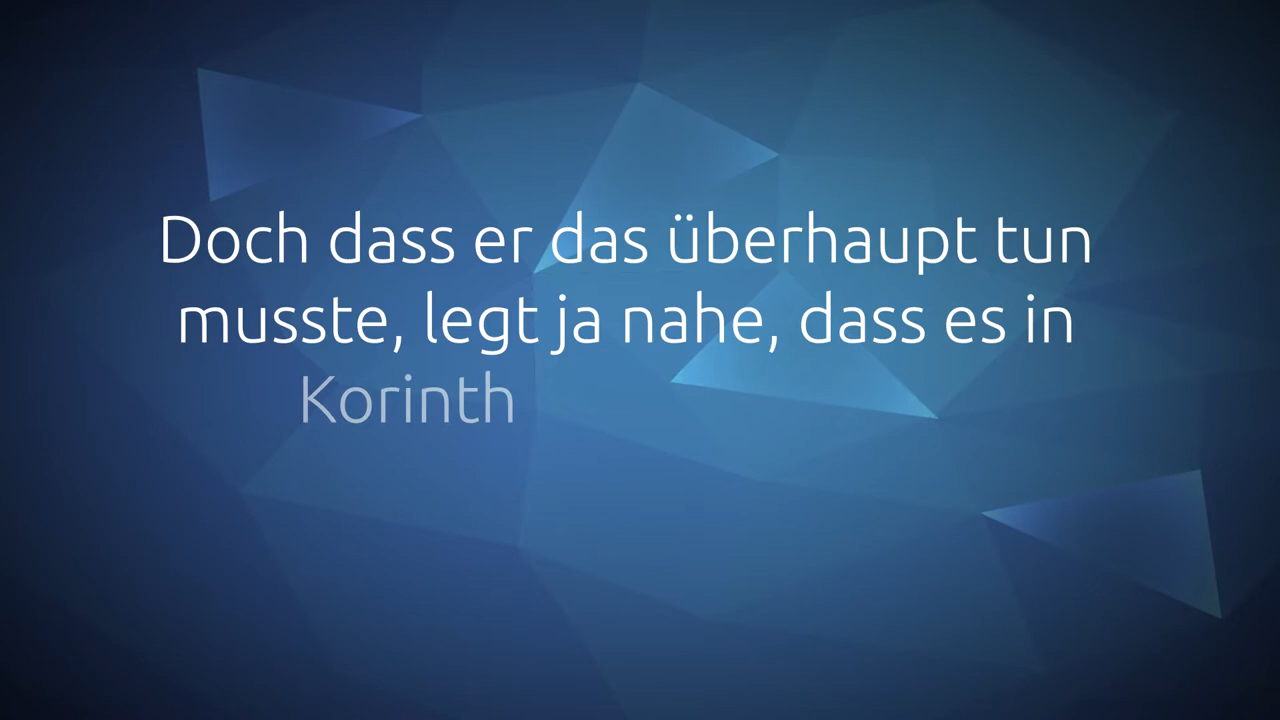 Doch dass er das überhaupt tun
musste, legt ja nahe, dass es in
Korinth